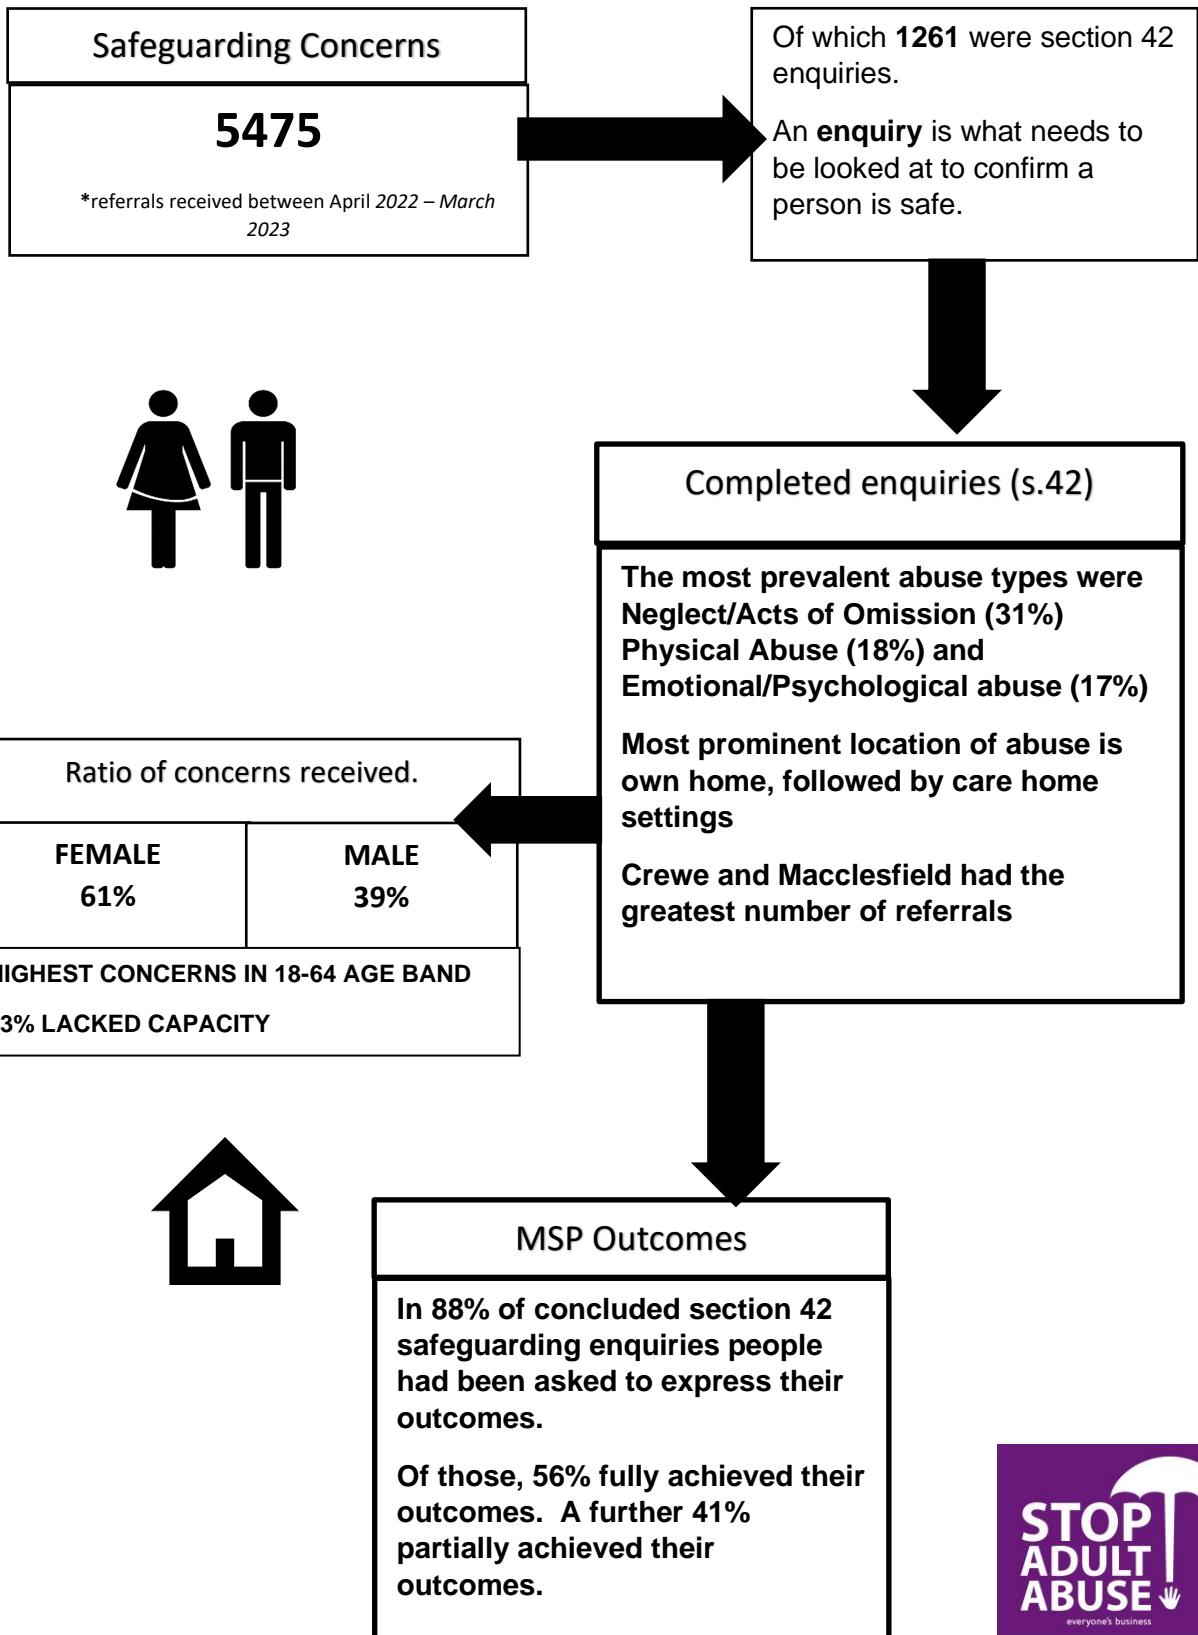 Safeguarding Concerns
5475
*referrals received between April 2022 – March
2023
Of which 1261 were section 42
enquiries.
An enquiry is what needs to
be looked at to confirm a
person is safe.
Completed enquiries (s.42)
The most prevalent abuse types were
Neglect/Acts of Omission (31%)
Physical Abuse (18%) and
Emotional/Psychological abuse (17%)
Most prominent location of abuse is
own home, followed by care home
settings
Crewe and Macclesfield had the
greatest number of referrals
Ratio of concerns received.
FEMALE
61%
MALE
39%
HIGHEST CONCERNS IN 18-64 AGE BAND
3% LACKED CAPACITY
MSP Outcomes
In 88% of concluded section 42
safeguarding enquiries people
had been asked to express their
outcomes.
Of those, 56% fully achieved their
outcomes.  A further 41%
partially achieved their
outcomes.
STOP
ADULT
ABUSE
everyone's business